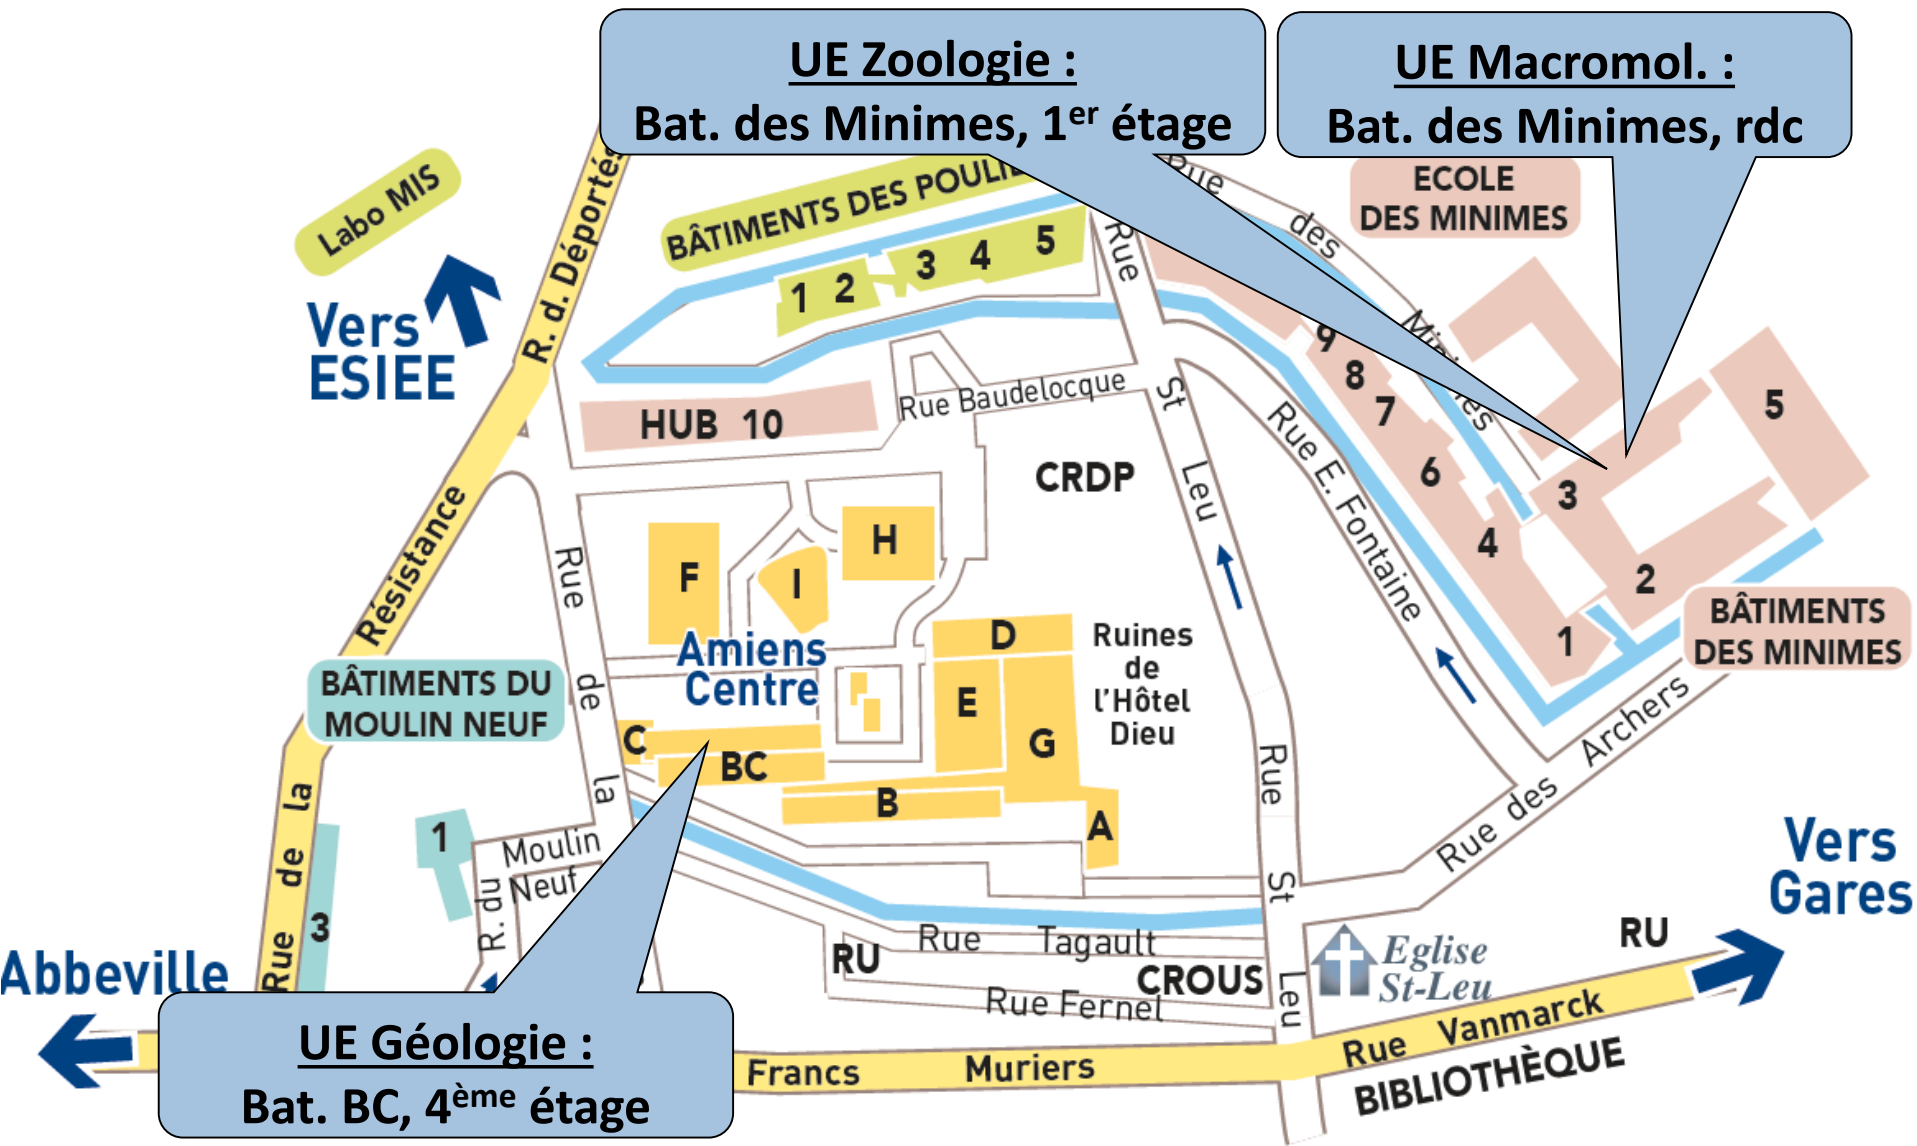 UE Zoologie :
Bat. des Minimes, 1er étage
UE Macromol. :
Bat. des Minimes, rdc
ECOLE
DES MINIMES
Labo MIS
Vers
ESIEE
R. d. Déportés
BÂTIMENTS DES
1 2 3 4 5
Rue des Minimes
Rue
9
8
7
6
5
4
3
2
1
BÂTIMENTS
DES MINIMES
HUB 10
Rue Baudelocque
CRDP
St Leu
Rue E. Fontaine
F
I
H
Rue de la Résistance
Rue de la
Amiens
Centre
D
E
G
Ruines
de
l'Hôtel
Dieu
BÂTIMENTS DU
MOULIN NEUF
C
BC
B
A
1
3
Moulin
Neuf
R. du
Rue St Leu
Rue des Archers
Vers
Gares
Abbeville
RU
Rue Tagault
CROUS
Rue Fernel
Eglise
St-Leu
RU
Rue Vanmarck
BIBLIOTHÈQUE
Francs Muriers
UE Géologie :
Bat. BC, 4ème étage